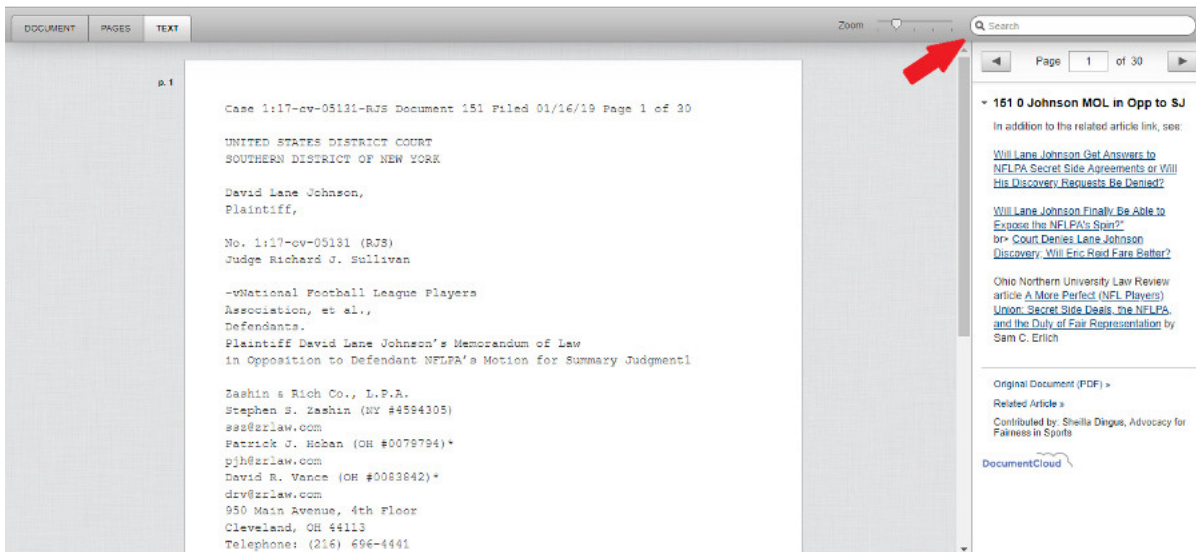 DOCUMENT
PAGES
TEXT
Zoom
Search
p. 1
Case 1:17-cv-05131-RJS Document 151 Filed 01/16/19 Page 1 of 30
UNITED STATES DISTRICT COURT
SOUTHERN DISTRICT OF NEW YORK
David Lane Johnson,
Plaintiff,
No. 1:17-cv-05131 (RJS)
Judge Richard J. Sullivan
-vNational Football League Players
Association, et al.,
Defendants.
Plaintiff David Lane Johnson's Memorandum of Law
in Opposition to Defendant NFLPA's Motion for Summary Judgment1
Zashin & Rich Co., L.P.A.
Stephen S. Zashin (NY #4594305)
ssz@zrlaw.com
Patrick J. Hoban (OH #0079794)*
pjh@zrlaw.com
David R. Vance (OH #0083842)*
drv@zrlaw.com
950 Main Avenue, 4th Floor
Cleveland, OH 44113
Telephone: (216) 696-4441
Page 1 of 30
151 0 Johnson MOL in Opp to SJ
In addition to the related article link, see:
Will Lane Johnson Get Answers to
NFLPA Secret Side Agreements or Will
His Discovery Requests Be Denied?
Will Lane Johnson Finally Be Able to
Expose the NFLPA's Spin?"
br> Court Denies Lane Johnson
Discovery; Will Eric Reid Fare Better?
Ohio Northern University Law Review
article A More Perfect (NFL Players)
Union: Secret Side Deals, the NFLPA,
and the Duty of Fair Representation by
Sam C. Erlich
Original Document (PDF) »
Related Article »
Contributed by: Sheilla Dingus, Advocacy for
Fairness in Sports
DocumentCloud